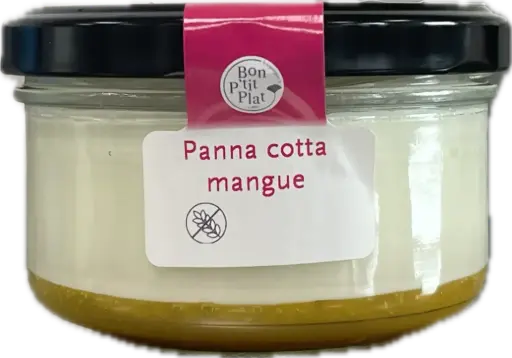 Bon
P'tit
Plat
Panna cotta
mangue